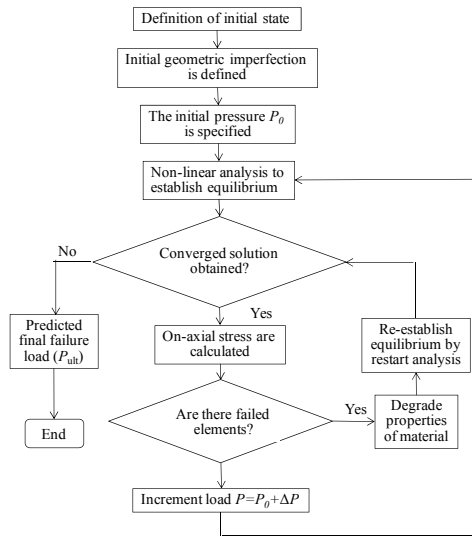 Definition of initial state
Initial geometric imperfection
is defined
The initial pressure P0
is specified
Non-linear analysis to
establish equilibrium
No
Converged solution
obtained?
Yes
Predicted
final failure
load (Pult)
On-axial stress are
calculated
Re-establish
equilibrium by
restart analysis
End
Are there failed
elements?
Yes
Degrade
properties
of material
Increment load P=P0+ΔP